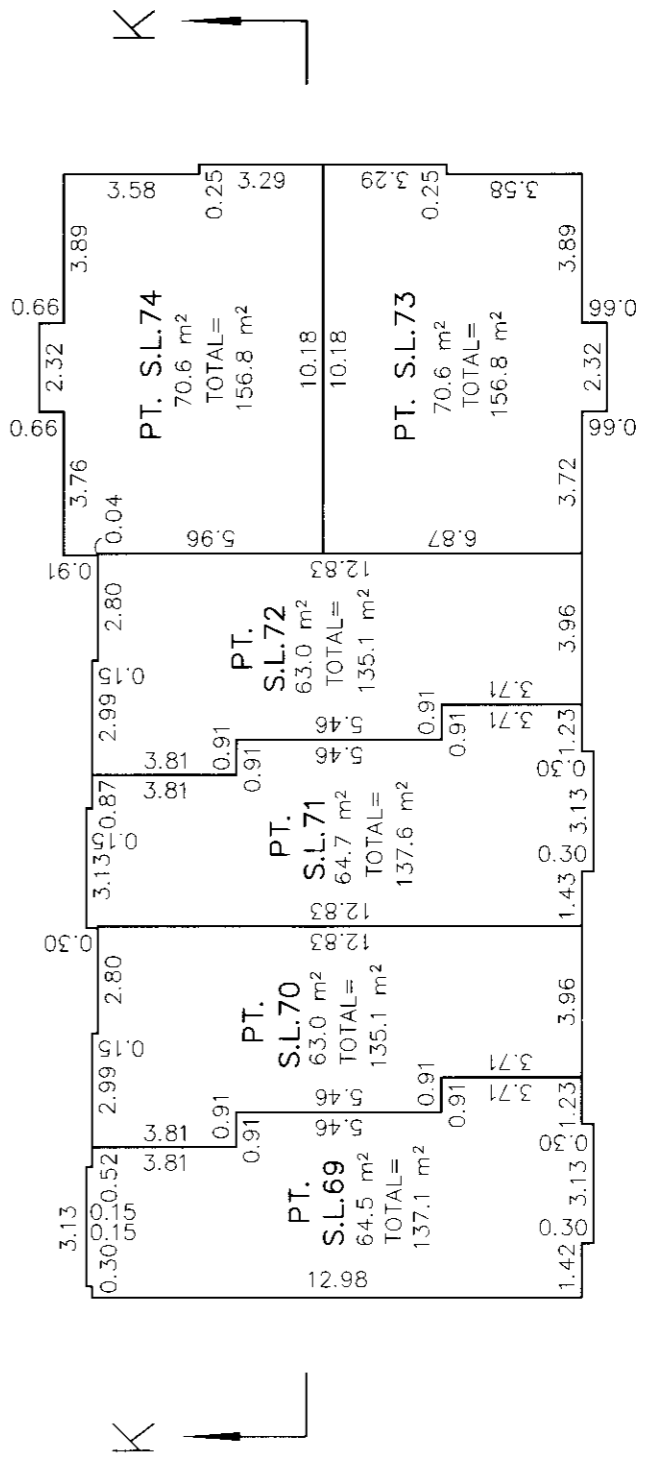 K
3.58
0.25
3.29
3.29
0.25
3.58
3.89
3.89
0.66
2.32
0.66
PT. S.L.74
70.6 m²
TOTAL=
156.8 m²
10.18
10.18
PT. S.L.73
70.6 m²
TOTAL=
156.8 m²
0.66
2.32
0.66
3.76
3.72
0.04
0.91
5.96
6.87
12.83
2.80
0.15
2.99
PT.
S.L.72
63.0 m²
TOTAL=
135.1 m²
3.96
3.81
3.81
0.91
0.91
5.46
5.46
0.91
0.91
3.71
3.71
0.87
0.15
3.13
PT.
S.L.71
64.7 m²
TOTAL=
137.6 m²
1.23
0.30
3.13
0.30
1.43
12.83
12.83
0.30
2.80
0.15
2.99
PT.
S.L.70
63.0 m²
TOTAL=
135.1 m²
3.96
3.81
3.81
0.91
0.91
5.46
5.46
0.91
0.91
3.71
3.71
0.52
0.15
3.13
0.15
0.30
PT.
S.L.69
64.5 m²
TOTAL=
137.1 m²
1.23
0.30
3.13
0.30
1.42
12.98
K